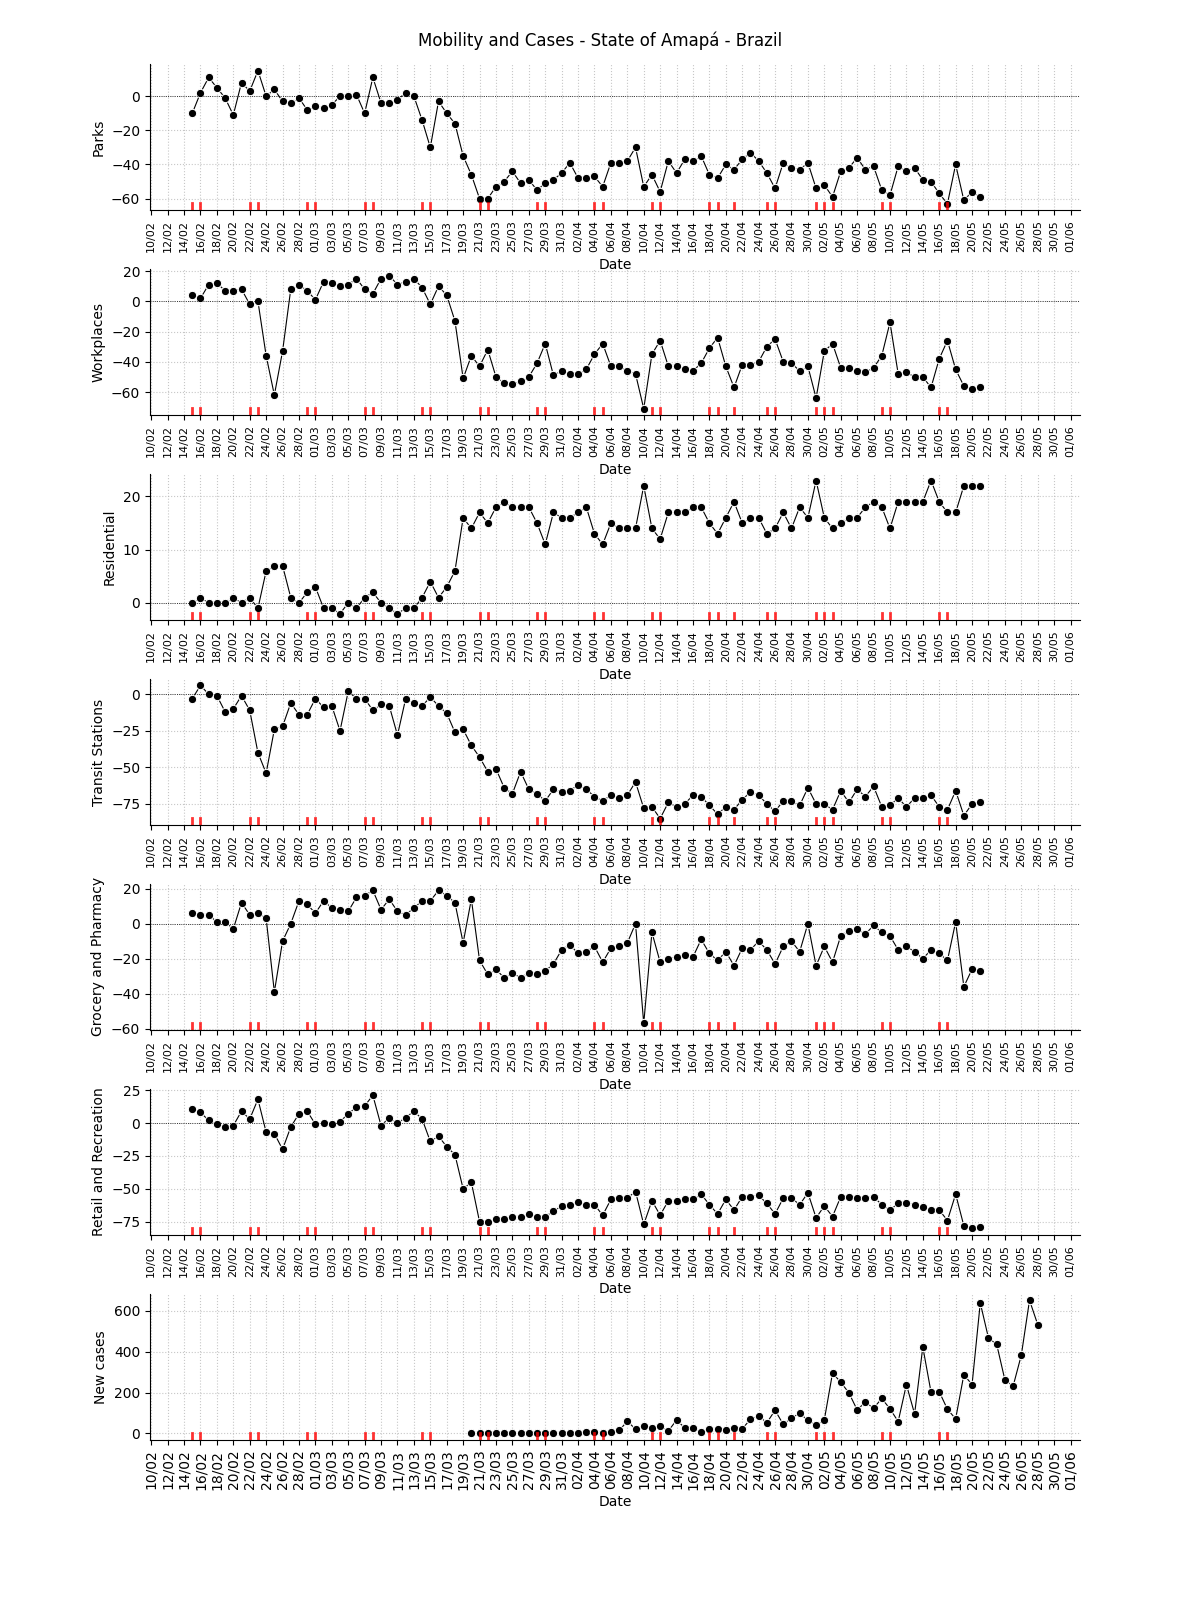 Mobility and Cases - State of Amapá - Brazil
Parks
0
−20
−40
−60
10/02 12/02 14/02 16/02 18/02 20/02 22/02 24/02 26/02 28/02 01/03 03/03 05/03 07/03 09/03 11/03 13/03 15/03 17/03 19/03 21/03 23/03 25/03 27/03 29/03 31/03 02/04 04/04 06/04 08/04 10/04 12/04 14/04 16/04 18/04 20/04 22/04 24/04 26/04 28/04 30/04 02/05 04/05 06/05 08/05 10/05 12/05 14/05 16/05 18/05 20/05 22/05 24/05 26/05 28/05 30/05 01/06
Date
Workplaces
20
0
−20
−40
−60
10/02 12/02 14/02 16/02 18/02 20/02 22/02 24/02 26/02 28/02 01/03 03/03 05/03 07/03 09/03 11/03 13/03 15/03 17/03 19/03 21/03 23/03 25/03 27/03 29/03 31/03 02/04 04/04 06/04 08/04 10/04 12/04 14/04 16/04 18/04 20/04 22/04 24/04 26/04 28/04 30/04 02/05 04/05 06/05 08/05 10/05 12/05 14/05 16/05 18/05 20/05 22/05 24/05 26/05 28/05 30/05 01/06
Date
Residential
20
10
0
10/02 12/02 14/02 16/02 18/02 20/02 22/02 24/02 26/02 28/02 01/03 03/03 05/03 07/03 09/03 11/03 13/03 15/03 17/03 19/03 21/03 23/03 25/03 27/03 29/03 31/03 02/04 04/04 06/04 08/04 10/04 12/04 14/04 16/04 18/04 20/04 22/04 24/04 26/04 28/04 30/04 02/05 04/05 06/05 08/05 10/05 12/05 14/05 16/05 18/05 20/05 22/05 24/05 26/05 28/05 30/05 01/06
Date
Transit Stations
0
−25
−50
−75
10/02 12/02 14/02 16/02 18/02 20/02 22/02 24/02 26/02 28/02 01/03 03/03 05/03 07/03 09/03 11/03 13/03 15/03 17/03 19/03 21/03 23/03 25/03 27/03 29/03 31/03 02/04 04/04 06/04 08/04 10/04 12/04 14/04 16/04 18/04 20/04 22/04 24/04 26/04 28/04 30/04 02/05 04/05 06/05 08/05 10/05 12/05 14/05 16/05 18/05 20/05 22/05 24/05 26/05 28/05 30/05 01/06
Date
Grocery and Pharmacy
20
0
−20
−40
−60
10/02 12/02 14/02 16/02 18/02 20/02 22/02 24/02 26/02 28/02 01/03 03/03 05/03 07/03 09/03 11/03 13/03 15/03 17/03 19/03 21/03 23/03 25/03 27/03 29/03 31/03 02/04 04/04 06/04 08/04 10/04 12/04 14/04 16/04 18/04 20/04 22/04 24/04 26/04 28/04 30/04 02/05 04/05 06/05 08/05 10/05 12/05 14/05 16/05 18/05 20/05 22/05 24/05 26/05 28/05 30/05 01/06
Date
Retail and Recreation
25
0
−25
−50
−75
10/02 12/02 14/02 16/02 18/02 20/02 22/02 24/02 26/02 28/02 01/03 03/03 05/03 07/03 09/03 11/03 13/03 15/03 17/03 19/03 21/03 23/03 25/03 27/03 29/03 31/03 02/04 04/04 06/04 08/04 10/04 12/04 14/04 16/04 18/04 20/04 22/04 24/04 26/04 28/04 30/04 02/05 04/05 06/05 08/05 10/05 12/05 14/05 16/05 18/05 20/05 22/05 24/05 26/05 28/05 30/05 01/06
Date
New cases
600
400
200
0
10/02 12/02 14/02 16/02 18/02 20/02 22/02 24/02 26/02 28/02 01/03 03/03 05/03 07/03 09/03 11/03 13/03 15/03 17/03 19/03 21/03 23/03 25/03 27/03 29/03 31/03 02/04 04/04 06/04 08/04 10/04 12/04 14/04 16/04 18/04 20/04 22/04 24/04 26/04 28/04 30/04 02/05 04/05 06/05 08/05 10/05 12/05 14/05 16/05 18/05 20/05 22/05 24/05 26/05 28/05 30/05 01/06
Date